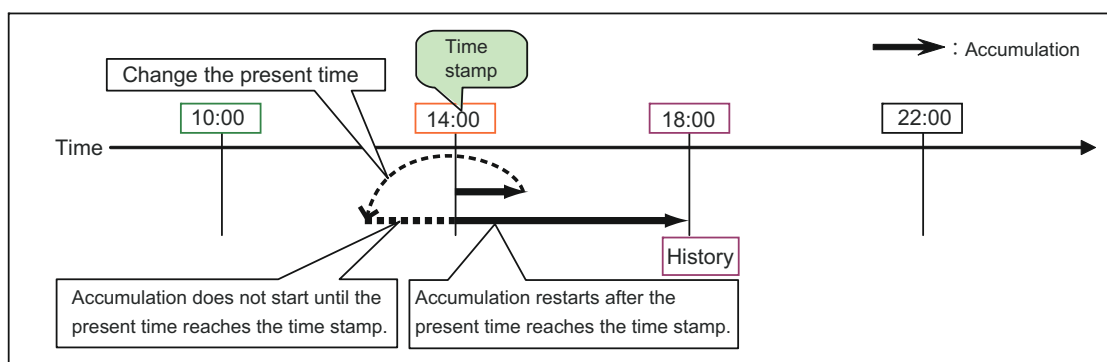 Time
stamp
: Accumulation
Change the present time
10:00
14:00
18:00
22:00
Time
History
Accumulation does not start until the
present time reaches the time stamp.
Accumulation restarts after the
present time reaches the time stamp.